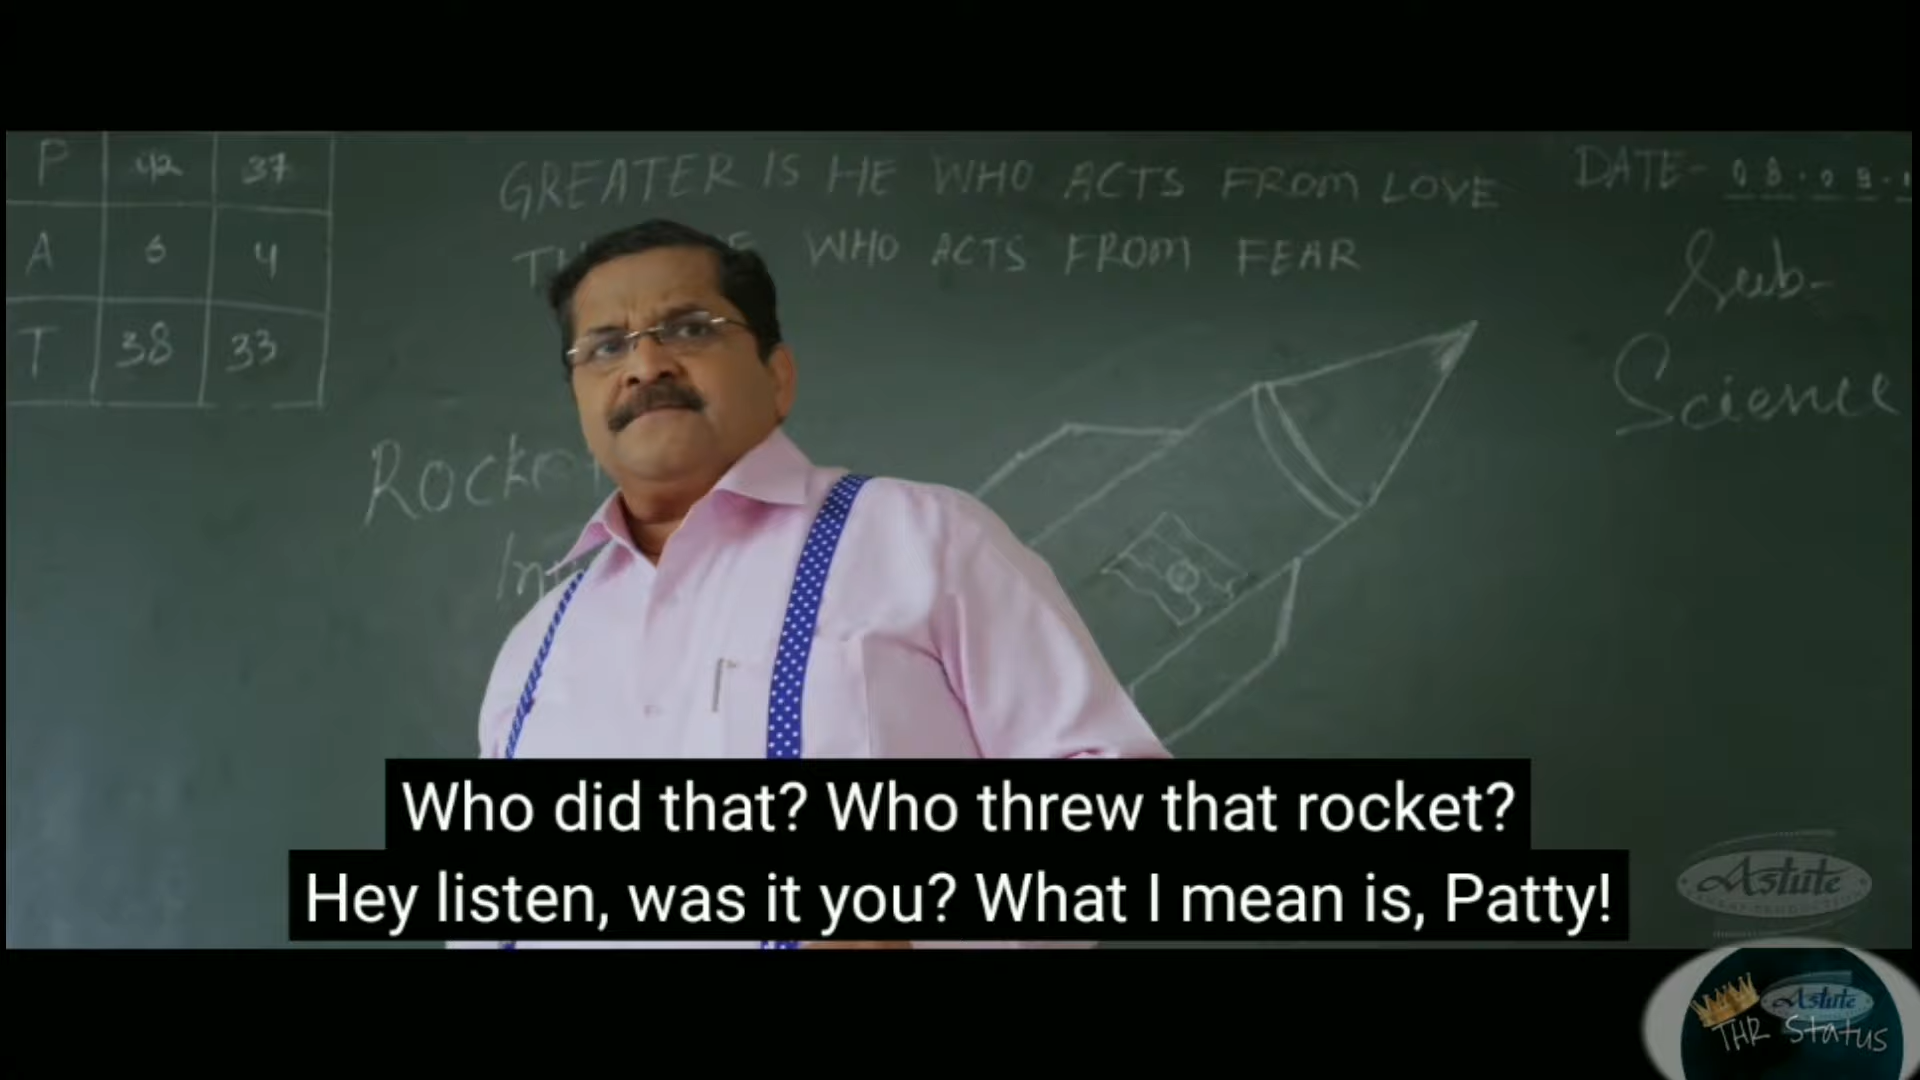 P 42 37
A 6 4
T 38 33
GREATER IS HE WHO ACTS FROM LOVE
WHO ACTS FROM FEAR
DATE-
Sub-
Science
Rocket
Who did that? Who threw that rocket?
Hey listen, was it you? What I mean is, Patty!
Astute
Astute
THR Status